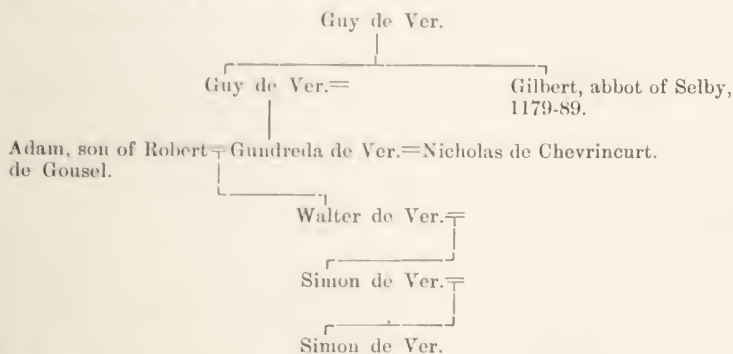 Guy de Ver.
Guy de Ver.= Gilbert, abbot of Selby,
1179-89.
Adam, son of Robert=Gundreda de Ver.=Nicholas de Chevrincurt.
de Gousel.
Walter de Ver.=
Simon de Ver.=
Simon de Ver.